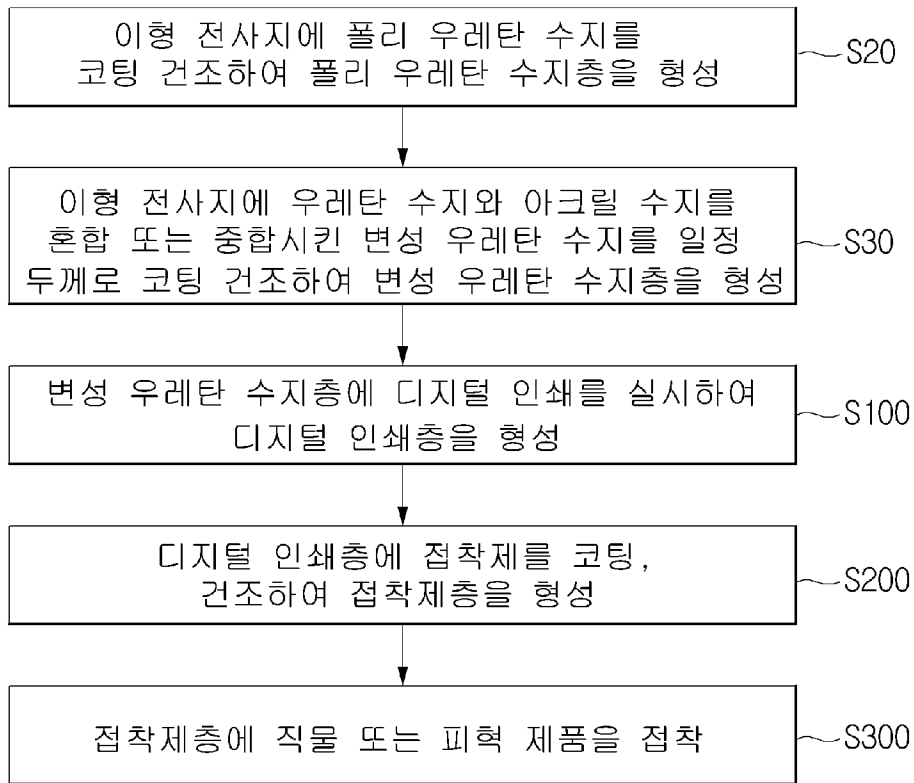 이형 전사지에 폴리 우레탄 수지를
코팅 건조하여 폴리 우레탄 수지층을 형성
S20
이형 전사지에 우레탄 수지와 아크릴 수지를
혼합 또는 중합시킨 변성 우레탄 수지를 일정
두께로 코팅 건조하여 변성 우레탄 수지층을 형성
S30
변성 우레탄 수지층에 디지털 인쇄를 실시하여
디지털 인쇄층을 형성
S100
디지털 인쇄층에 접착제를 코팅,
건조하여 접착제층을 형성
S200
접착제층에 직물 또는 피혁 제품을 접착
S300